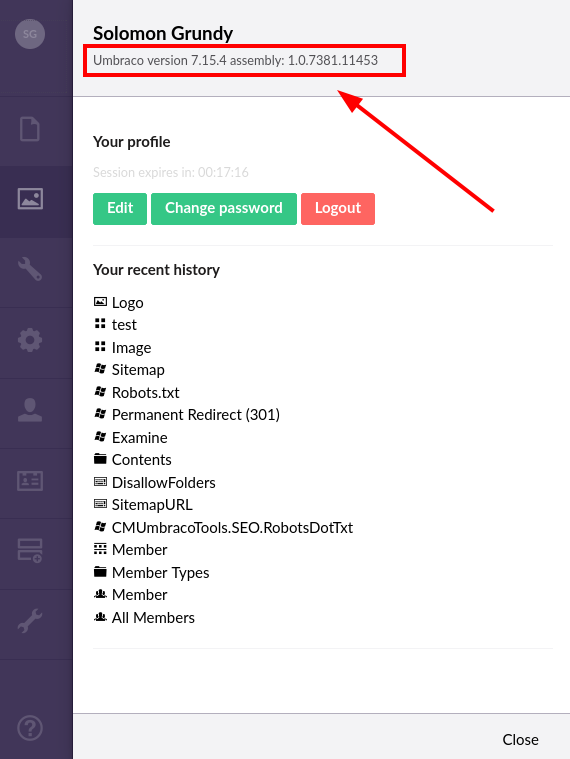 SG
Solomon Grundy
Umbraco version 7.15.4 assembly: 1.0.7381.11453
Your profile
Session expires in: 00:17:16
Edit Change password Logout
Your recent history
Logo
test
Image
Sitemap
Robots.txt
Permanent Redirect (301)
Examine
Contents
DisallowFolders
SitemapURL
CMUmbracoTools.SEO.RobotsDotTxt
Member
Member Types
Member
All Members
Close